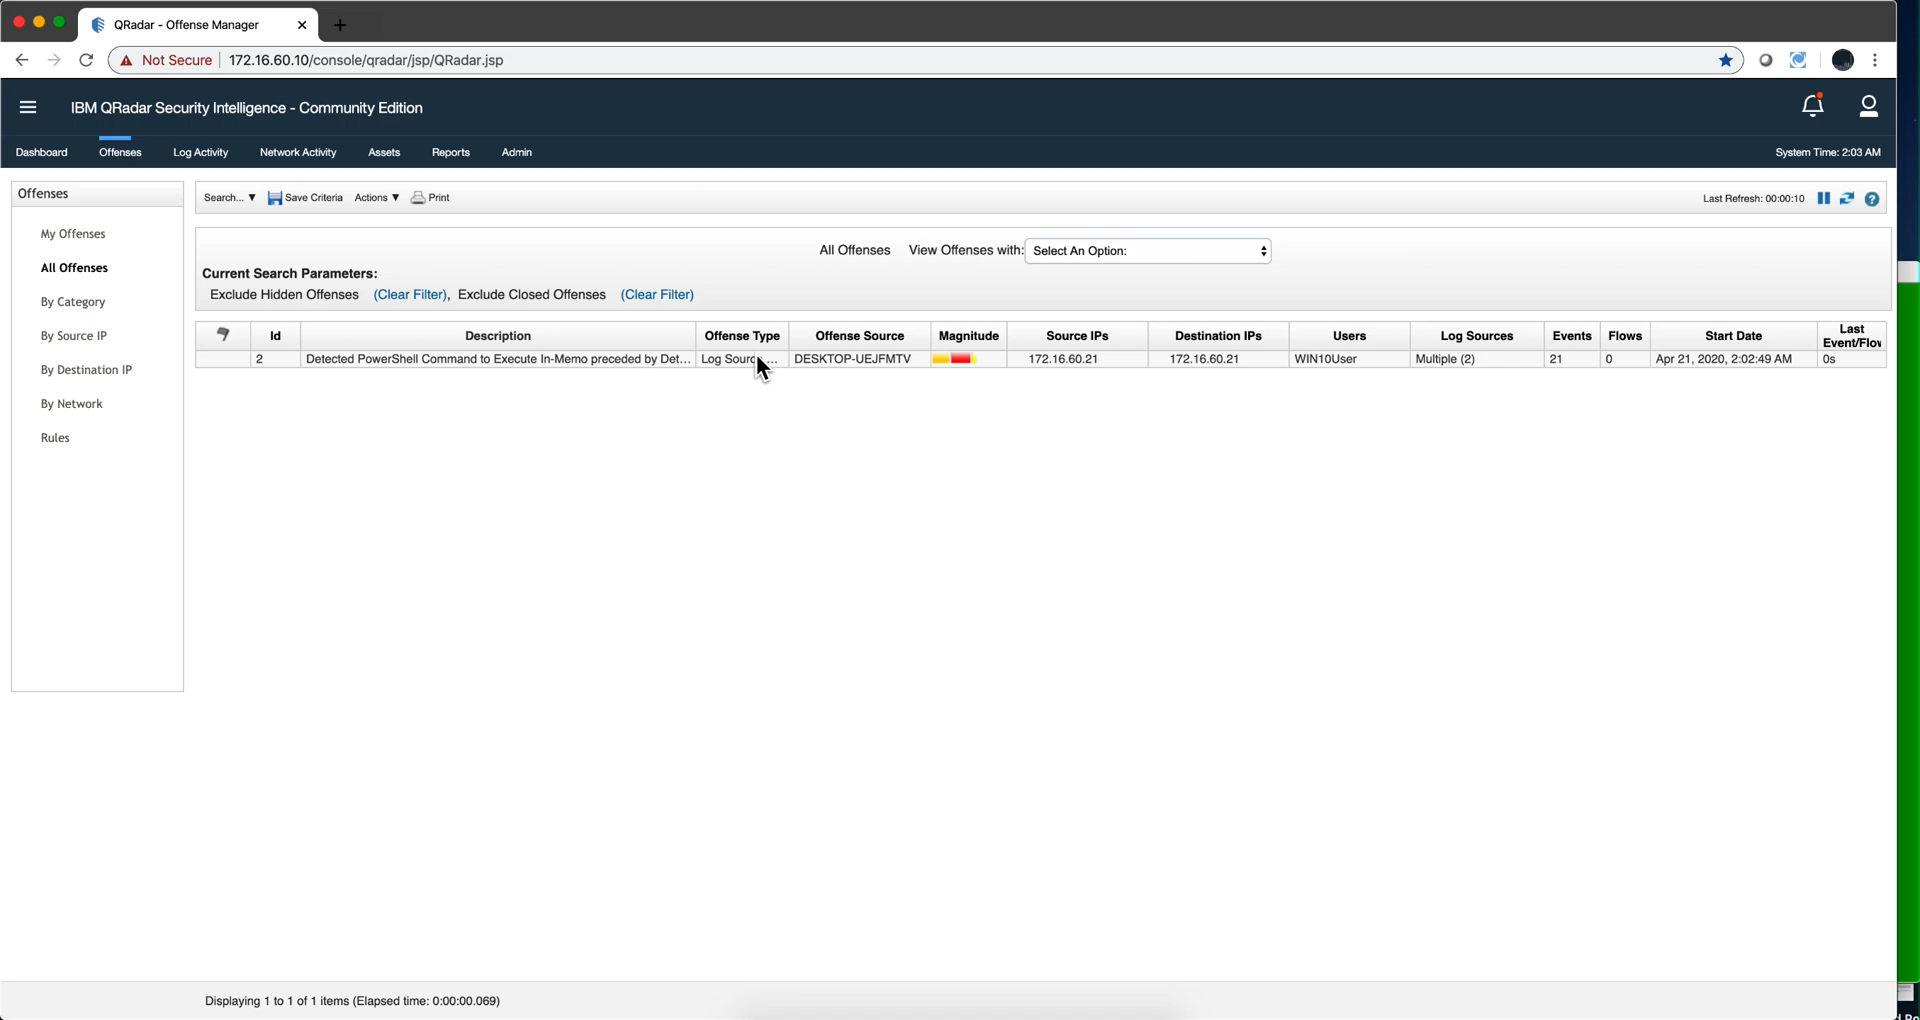 QRadar - Offense Manager
Not Secure 172.16.60.10/console/qradar/jsp/QRadar.jsp
IBM QRadar Security Intelligence - Community Edition
Dashboard Offenses Log Activity Network Activity Assets Reports Admin System Time: 2:03 AM
Offenses
My Offenses
All Offenses
By Category
By Source IP
By Destination IP
By Network
Rules
Search... ▼ Save Criteria Actions ▼ Print Last Refresh: 00:00:10
All Offenses View Offenses with: Select An Option:
Current Search Parameters:
Exclude Hidden Offenses (Clear Filter), Exclude Closed Offenses (Clear Filter)
Id Description Offense Type Offense Source Magnitude Source IPs Destination IPs Users Log Sources Events Flows Start Date Last Event/Flow
2 Detected PowerShell Command to Execute In-Memo preceded by Det... Log Source ... DESKTOP-UEJFMTV 172.16.60.21 172.16.60.21 WIN10User Multiple (2) 21 0 Apr 21, 2020, 2:02:49 AM 0s
Displaying 1 to 1 of 1 items (Elapsed time: 0:00:00.069)